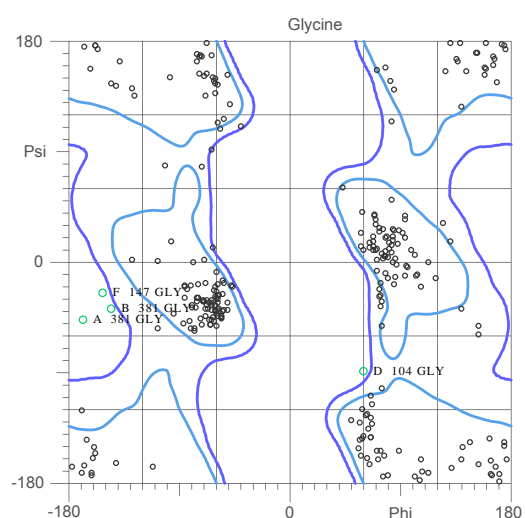 Glycine
180
Psi
0
F 147 GLY
B 381 GLY
A 381 GLY
D 104 GLY
-180
-180 0 Phi 180